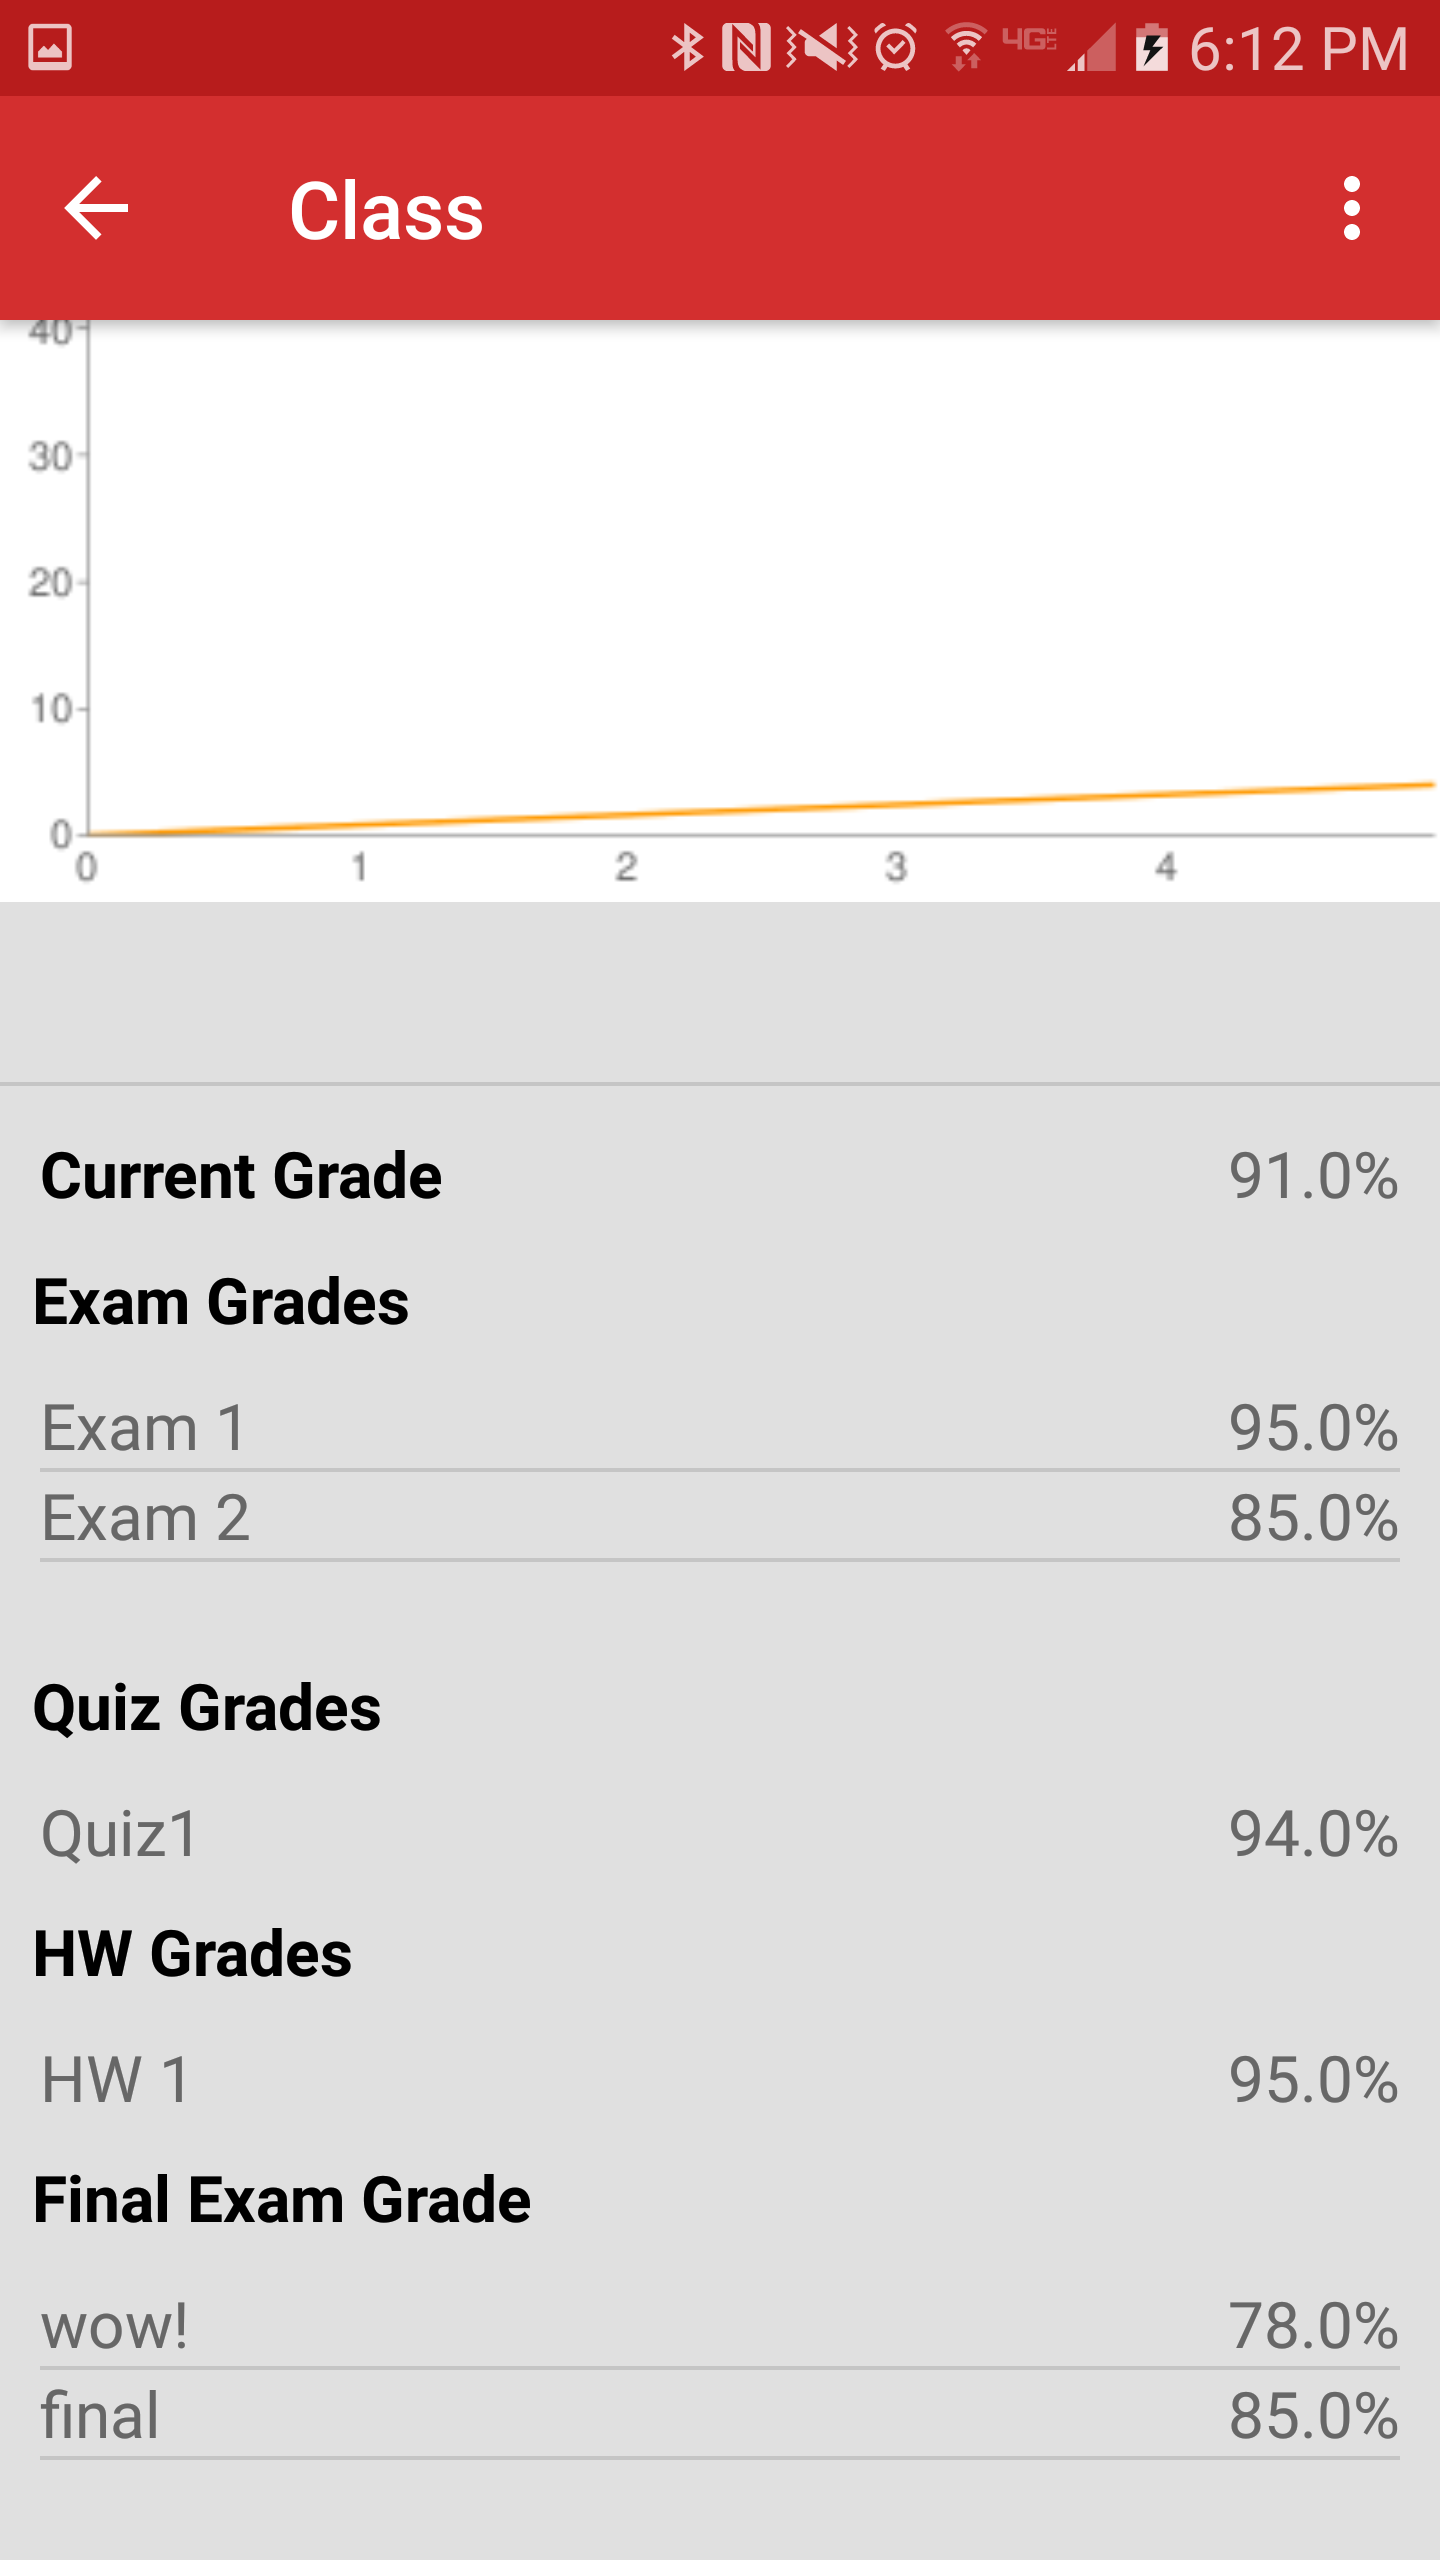 6:12 PM
Class
40
30
20
10
0
0 1 2 3 4
Current Grade 91.0%
Exam Grades
Exam 1 95.0%
Exam 2 85.0%
Quiz Grades
Quiz1 94.0%
HW Grades
HW 1 95.0%
Final Exam Grade
wow! 78.0%
final 85.0%